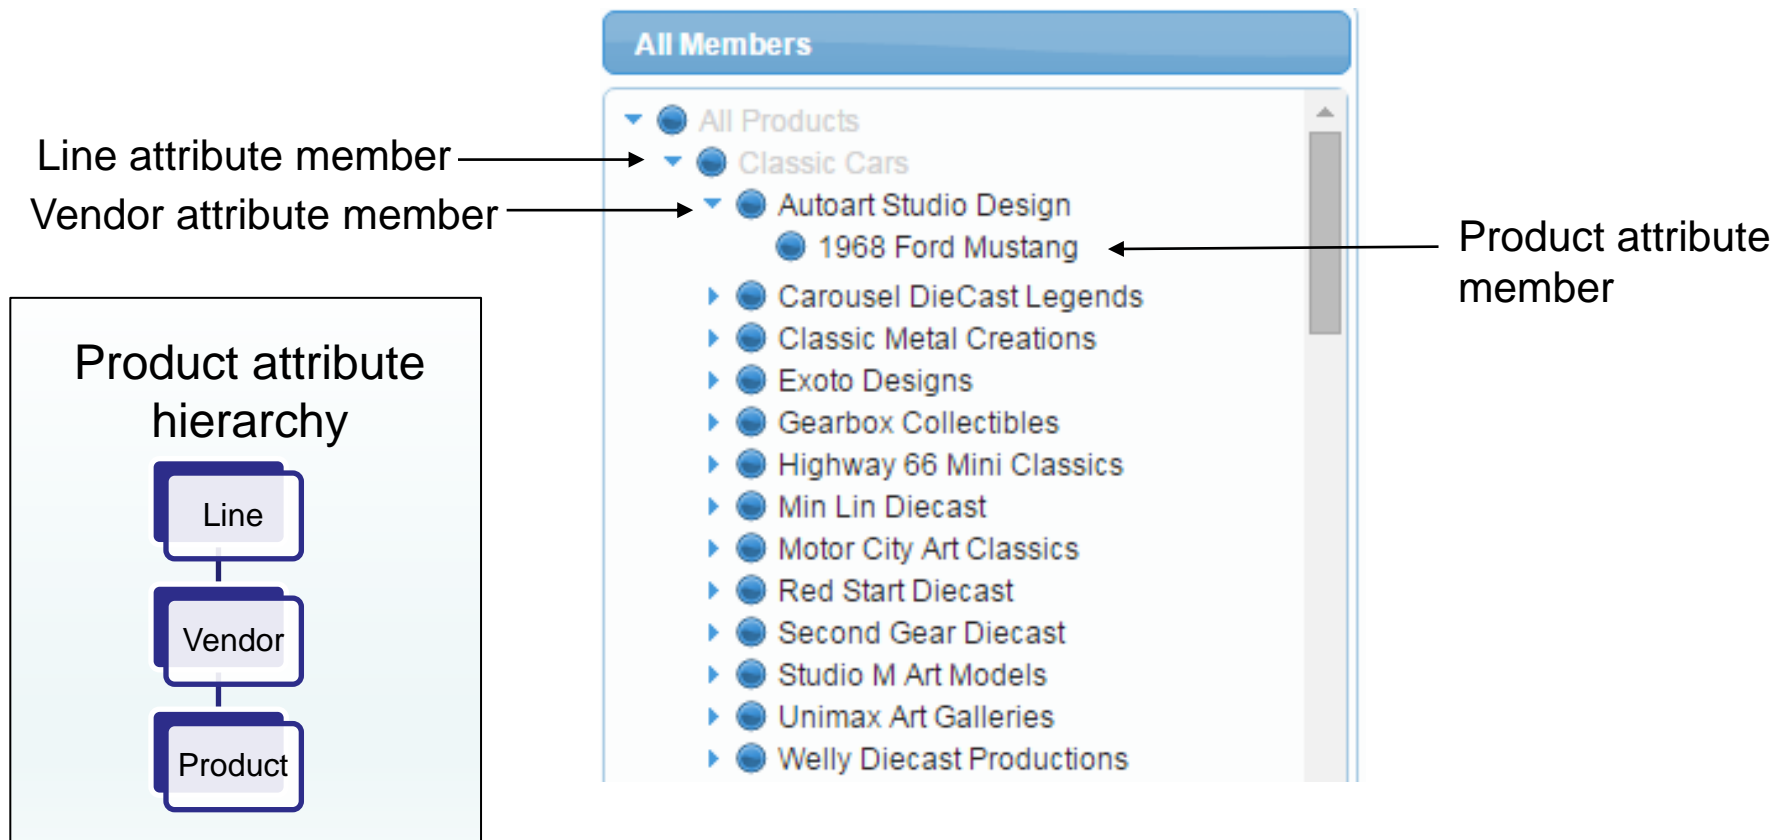 All Members
All Products
Line attribute member
Classic Cars
Vendor attribute member
Autoart Studio Design
1968 Ford Mustang
Product attribute
member
Carousel DieCast Legends
Classic Metal Creations
Exoto Designs
Gearbox Collectibles
Highway 66 Mini Classics
Min Lin Diecast
Motor City Art Classics
Red Start Diecast
Second Gear Diecast
Studio M Art Models
Unimax Art Galleries
Welly Diecast Productions
Product attribute
hierarchy
Line
Vendor
Product